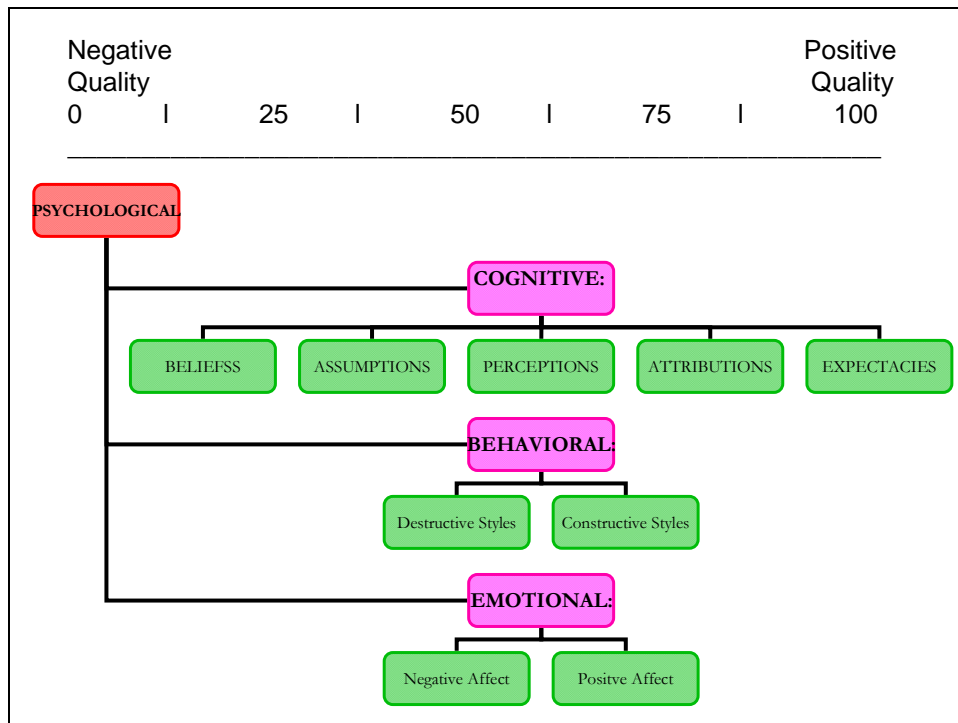 Negative Positive
Quality Quality
0 I 25 I 50 I 75 I 100
PSYCHOLOGICAL
COGNITIVE:
BELIEFSS ASSUMPTIONS PERCEPTIONS ATTRIBUTIONS EXPECTACIES
BEHAVIORAL:
Destructive Styles Constructive Styles
EMOTIONAL:
Negative Affect Positve Affect